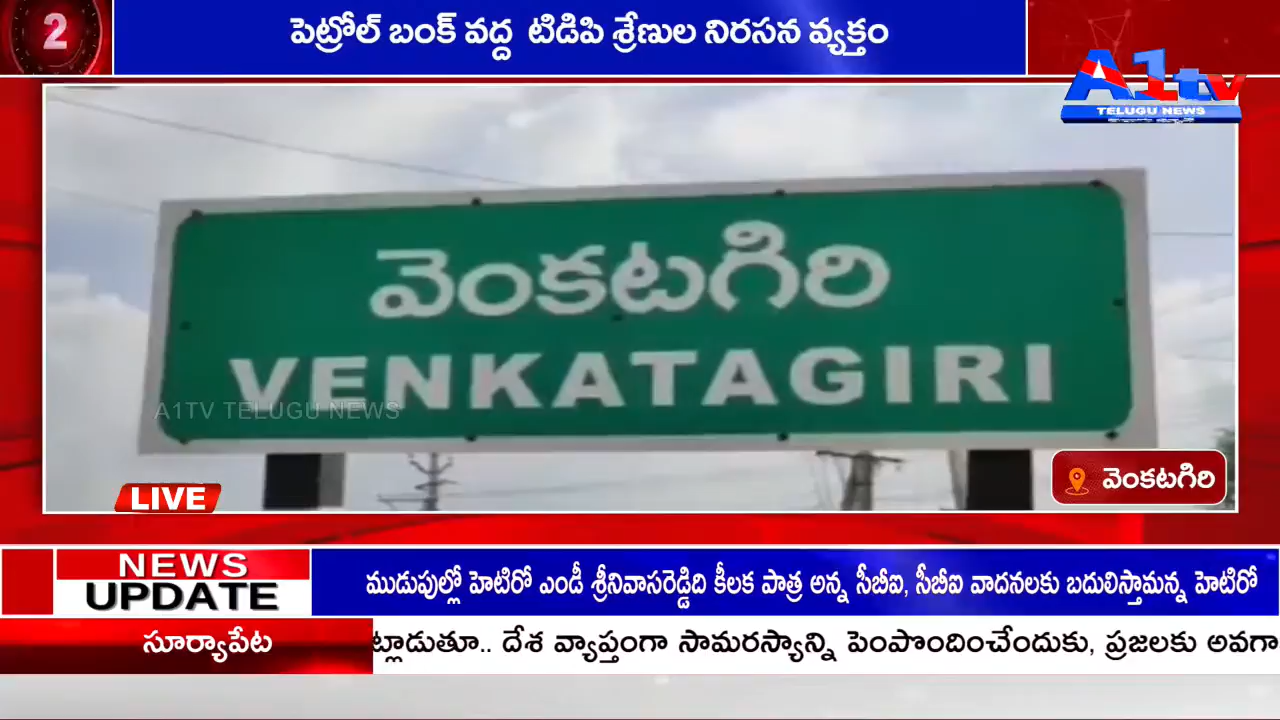 2
పెట్రోల్ బంక్ వద్ద టిడిపి శ్రేణుల నిరసన వ్యక్తం
A1tv
TELUGU NEWS
వెంకటగిరి
VENKATAGIRI
A1TV TELUGU NEWS
వెంకటగిరి
LIVE
NEWS
UPDATE
ముడుపుల్లో హెటిరో ఎండీ శ్రీనివాసరెడ్డిది కీలక పాత్ర అన్న సీబీఐ, సీబీఐ వాదనలకు బదులిస్తామన్న హెటిరో
సూర్యాపేట
ట్లాడుతూ.. దేశ వ్యాప్తంగా సామరస్యాన్ని పెంపొందించేందుకు, ప్రజలకు అవగా